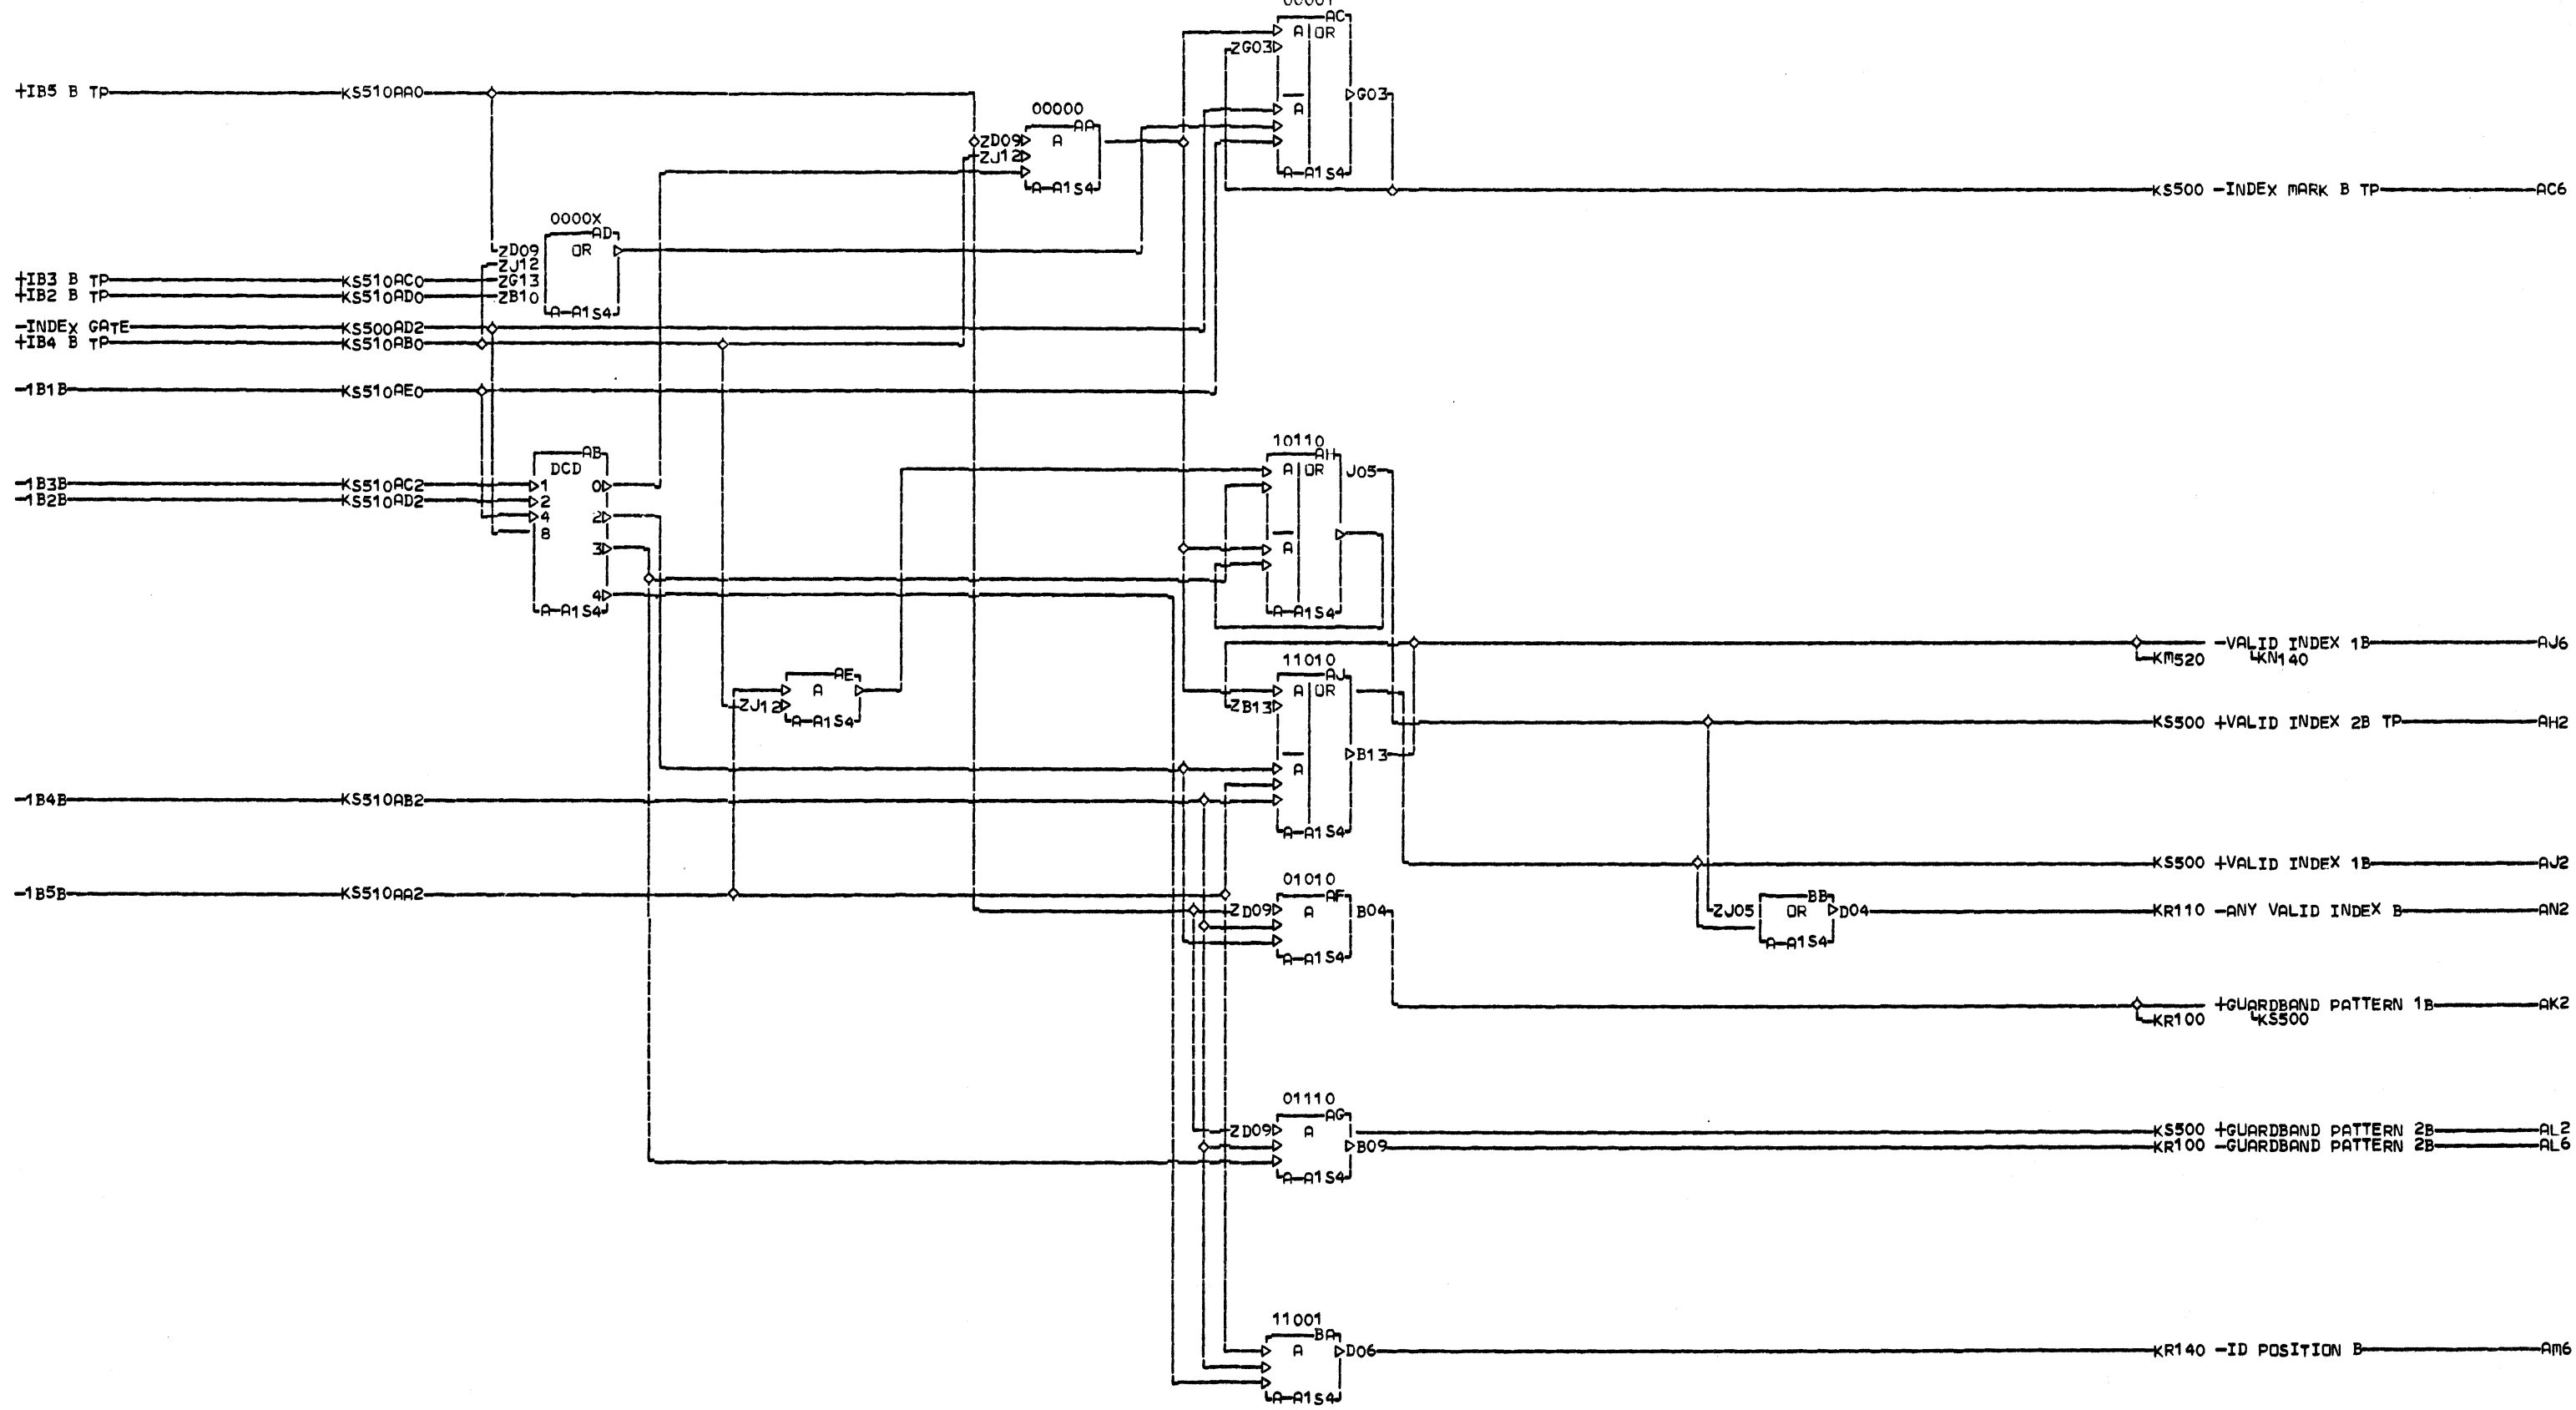 00001
AC
A OR
ZG03
+IB5 B TP KS510AA0
A G03
00000
AA
ZD09 A
ZJ12
A-A1S4
A-A1S4
KS500 -INDEX MARK B TP AC6
0000X
AD
ZD09 OR
ZJ12
+IB3 B TP KS510AC0 ZG13
+IB2 B TP KS510AD0 ZB10
A-A1S4
-INDEX GATE KS500AD2
+IB4 B TP KS510AB0
-1B1B KS510AE0
10110
AH
AB
DCD
A OR J05
-1B3B KS510AC2 1 0
-1B2B KS510AD2 2
4 2
8
3 A
4
A-A1S4 A-A1S4
-VALID INDEX 1B AJ6
KM520 KN140
11010
AE AJ
A A OR
ZJ12 ZB13
A-A1S4
KS500 +VALID INDEX 2B TP AH2
B13
A
-1B4B KS510AB2
A-A1S4
KS500 +VALID INDEX 1B AJ2
01010
-1B5B KS510AA2 AF BB
ZD09 A B04 ZJ05 OR D04 KR110 -ANY VALID INDEX B AN2
A-A1S4 A-A1S4
+GUARDBAND PATTERN 1B AK2
KR100 KS500
01110
AG
ZD09 A KS500 +GUARDBAND PATTERN 2B AL2
B09 KR100 -GUARDBAND PATTERN 2B AL6
A-A1S4
11001
BA
A D06 KR140 -ID POSITION B AM6
A-A1S4